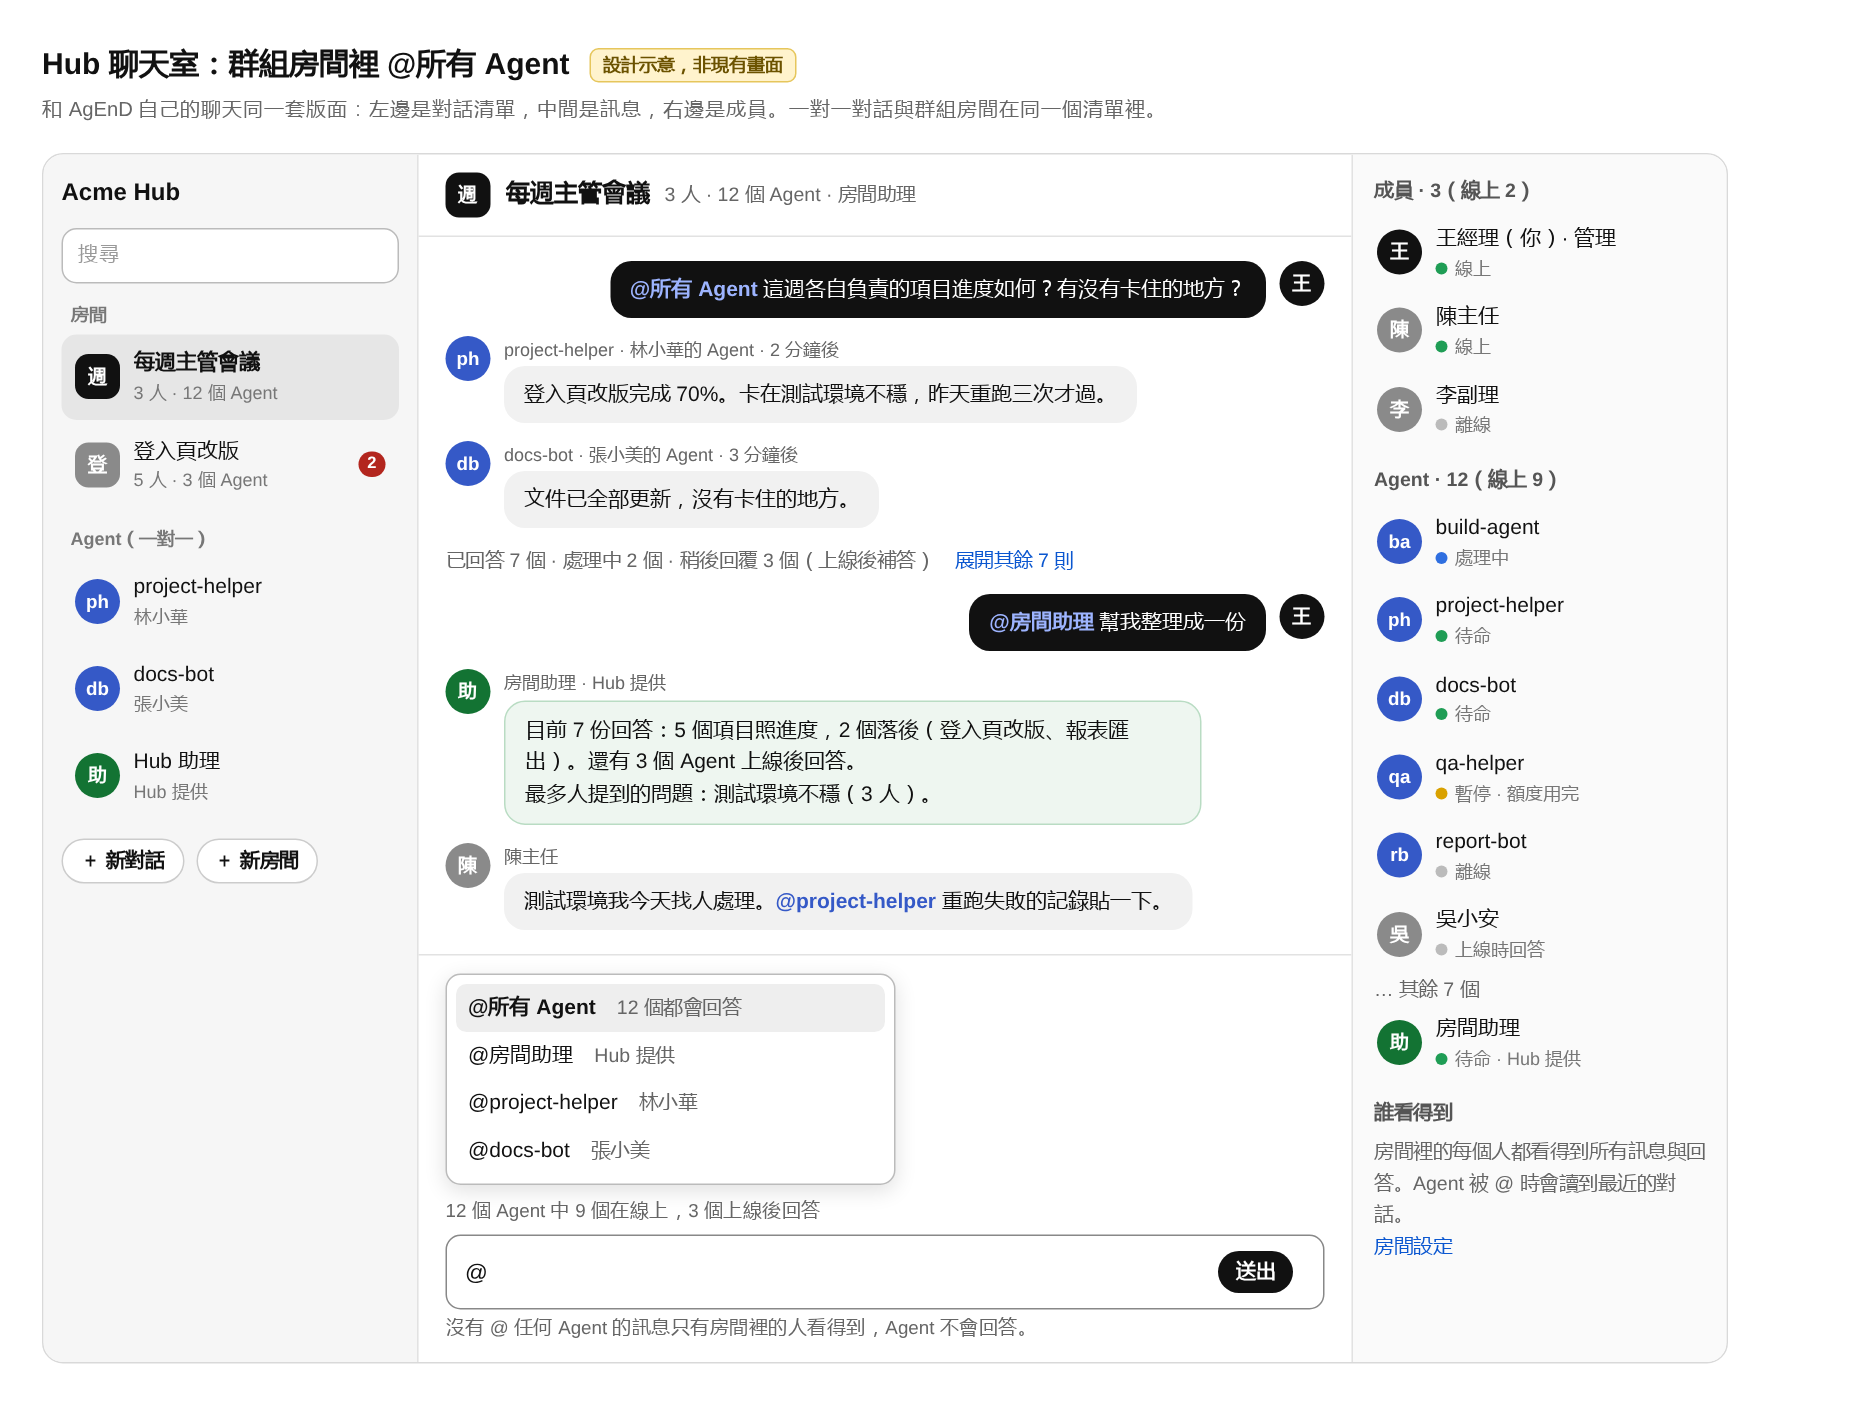 Hub 聊天室：群組房間裡 @所有 Agent
設計示意，非現有畫面
和 AgEnD 自己的聊天同一套版面：左邊是對話清單，中間是訊息，右邊是成員。一對一對話與群組房間在同一個清單裡。
Acme Hub
搜尋
房間
週
每週主管會議
3 人 · 12 個 Agent
登
登入頁改版
5 人 · 3 個 Agent
2
Agent（一對一）
ph
project-helper
林小華
db
docs-bot
張小美
助
Hub 助理
Hub 提供
＋ 新對話
＋ 新房間
週
每週主管會議
3 人 · 12 個 Agent · 房間助理
@所有 Agent 這週各自負責的項目進度如何？有沒有卡住的地方？
王
ph
project-helper · 林小華的 Agent · 2 分鐘後
登入頁改版完成 70%。卡在測試環境不穩，昨天重跑三次才過。
db
docs-bot · 張小美的 Agent · 3 分鐘後
文件已全部更新，沒有卡住的地方。
已回答 7 個 · 處理中 2 個 · 稍後回覆 3 個（上線後補答）
展開其餘 7 則
@房間助理 幫我整理成一份
王
助
房間助理 · Hub 提供
目前 7 份回答：5 個項目照進度，2 個落後（登入頁改版、報表匯
出）。還有 3 個 Agent 上線後回答。
最多人提到的問題：測試環境不穩（3 人）。
陳
陳主任
測試環境我今天找人處理。@project-helper 重跑失敗的記錄貼一下。
@所有 Agent 12 個都會回答
@房間助理 Hub 提供
@project-helper 林小華
@docs-bot 張小美
12 個 Agent 中 9 個在線上，3 個上線後回答
@
送出
沒有 @ 任何 Agent 的訊息只有房間裡的人看得到，Agent 不會回答。
成員 · 3（線上 2）
王
王經理（你）· 管理
線上
陳
陳主任
線上
李
李副理
離線
Agent · 12（線上 9）
ba
build-agent
處理中
ph
project-helper
待命
db
docs-bot
待命
qa
qa-helper
暫停 · 額度用完
rb
report-bot
離線
吳
吳小安
上線時回答
… 其餘 7 個
助
房間助理
待命 · Hub 提供
誰看得到
房間裡的每個人都看得到所有訊息與回
答。Agent 被 @ 時會讀到最近的對
話。
房間設定